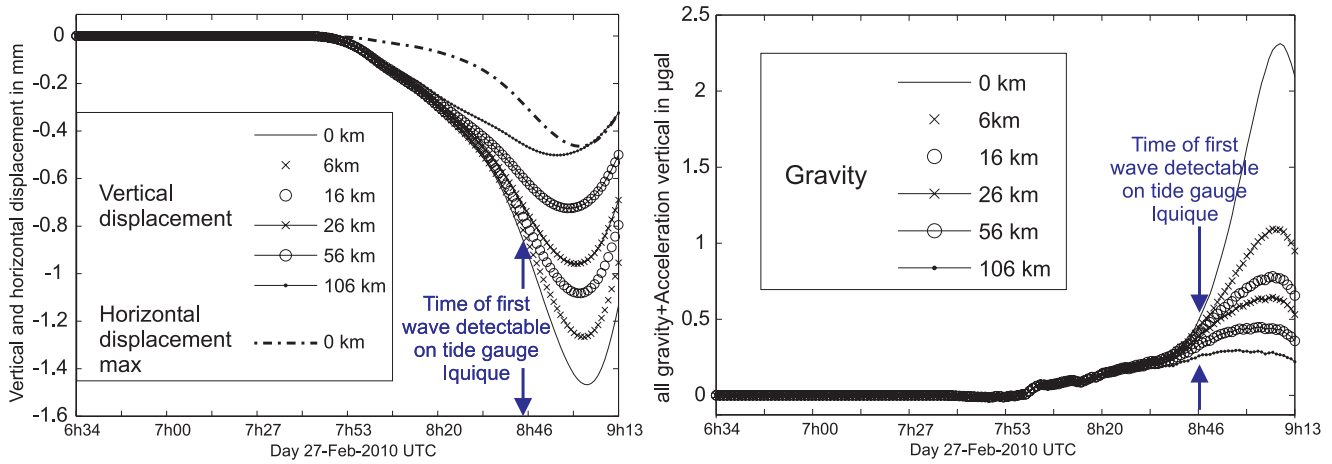 Vertical and horizontal displacement in mm
0
-0.2
-0.4
-0.6
-0.8
-1
-1.2
-1.4
-1.6
Vertical
displacement
Horizontal
displacement
max
0 km
6km
16 km
26 km
56 km
106 km
0 km
Time of first
wave detectable
on tide gauge
Iquique
6h34
7h00
7h27
7h53
8h20
8h46
9h13
Day 27-Feb-2010 UTC
all gravity+Acceleration vertical in µgal
2.5
2
1.5
1
0.5
0
Gravity
0 km
6km
16 km
26 km
56 km
106 km
Time of first
wave detectable
on tide gauge
Iquique
6h34
7h00
7h27
7h53
8h20
8h46
9h13
Day 27-Feb-2010 UTC